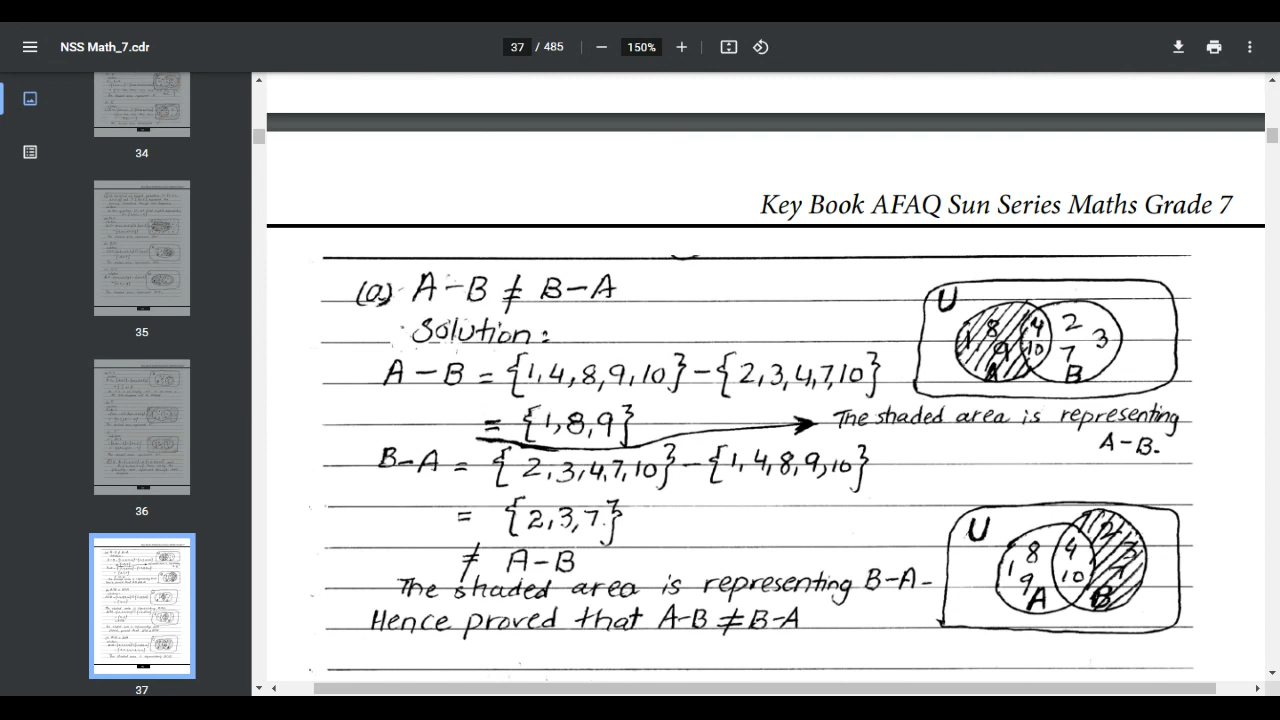 NSS Math_7.cdr
37 / 485
150%
34
35
36
37
Key Book AFAQ Sun Series Maths Grade 7
(a) A-B ≠ B-A
Solution:
A-B = {1,4,8,9,10} - {2,3,4,7,10}
= {1,8,9}
The shaded area is representing
A-B.
B-A = {2,3,4,7,10} - {1,4,8,9,10}
= {2,3,7}
≠ A-B
The shaded area is representing B-A-
Hence proved that A-B ≠ B-A
U
1 8 9 4 10 2 3 7
A B
U
1 8 9 4 10 2 3 7
A B